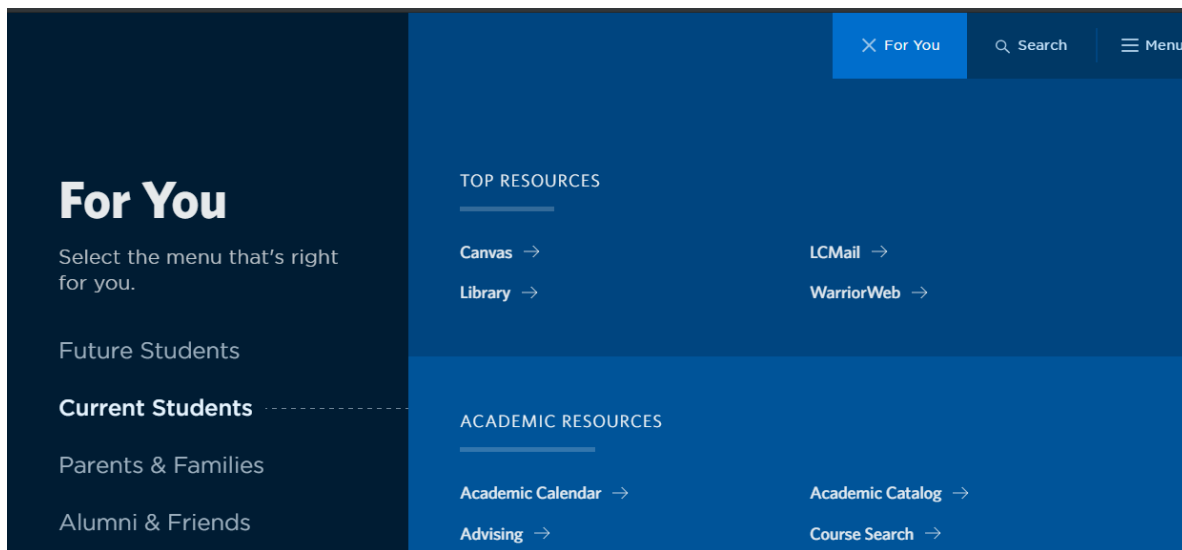 For You
Search
Menu
For You
Select the menu that's right
for you.
Future Students
Current Students
Parents & Families
Alumni & Friends
TOP RESOURCES
Canvas →
LCMail →
Library →
WarriorWeb →
ACADEMIC RESOURCES
Academic Calendar →
Academic Catalog →
Advising →
Course Search →